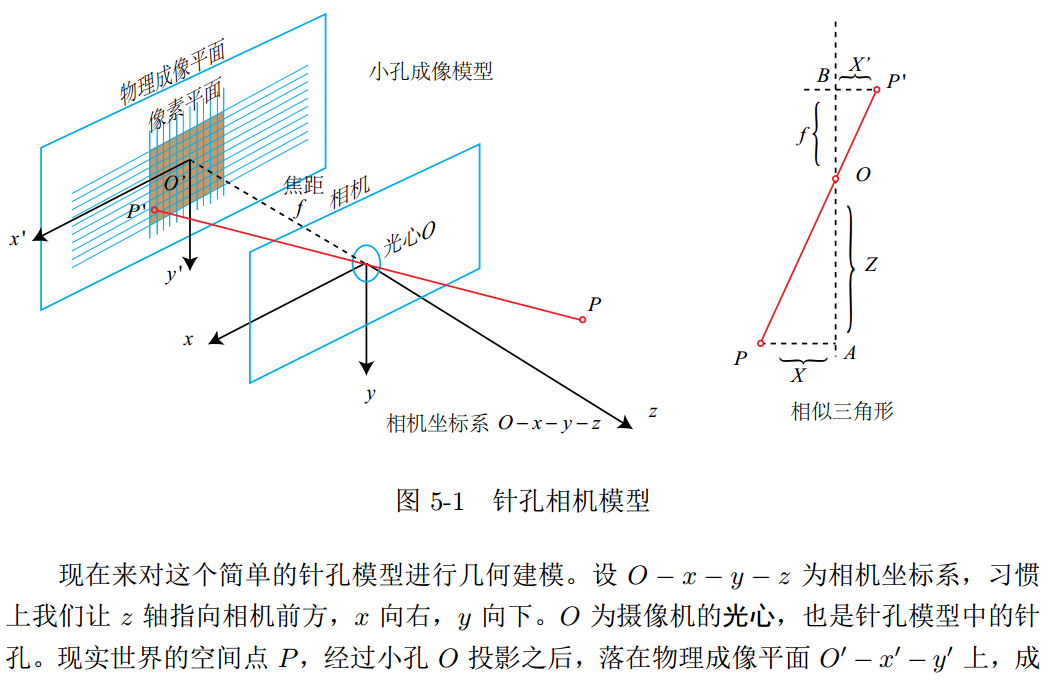 物理成像平面
像素平面
小孔成像模型
O'
P'
x'
y'
焦距
f
相机
光心O
P
x
y
z
相机坐标系 O－x－y－z
B
X'
P'
f
O
Z
P
A
X
相似三角形
图 5-1 针孔相机模型
现在来对这个简单的针孔模型进行几何建模。设 O − x − y − z 为相机坐标系，习惯
上我们让 z 轴指向相机前方，x 向右，y 向下。O 为摄像机的光心，也是针孔模型中的针
孔。现实世界的空间点 P，经过小孔 O 投影之后，落在物理成像平面 O′ − x′ − y′ 上，成